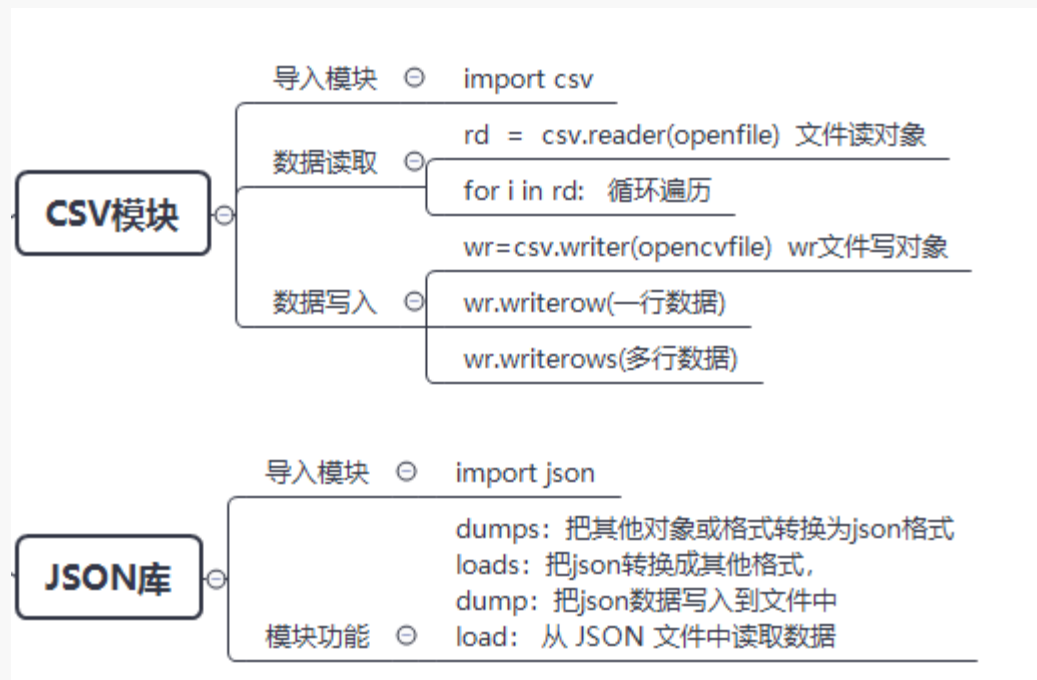 CSV模块
导入模块
import csv
数据读取
rd = csv.reader(openfile) 文件读对象
for i in rd: 循环遍历
数据写入
wr=csv.writer(opencvfile) wr文件写对象
wr.writerow(一行数据)
wr.writerows(多行数据)
JSON库
导入模块
import json
模块功能
dumps：把其他对象或格式转换为json格式
loads：把json转换成其他格式,
dump：把json数据写入到文件中
load： 从 JSON 文件中读取数据